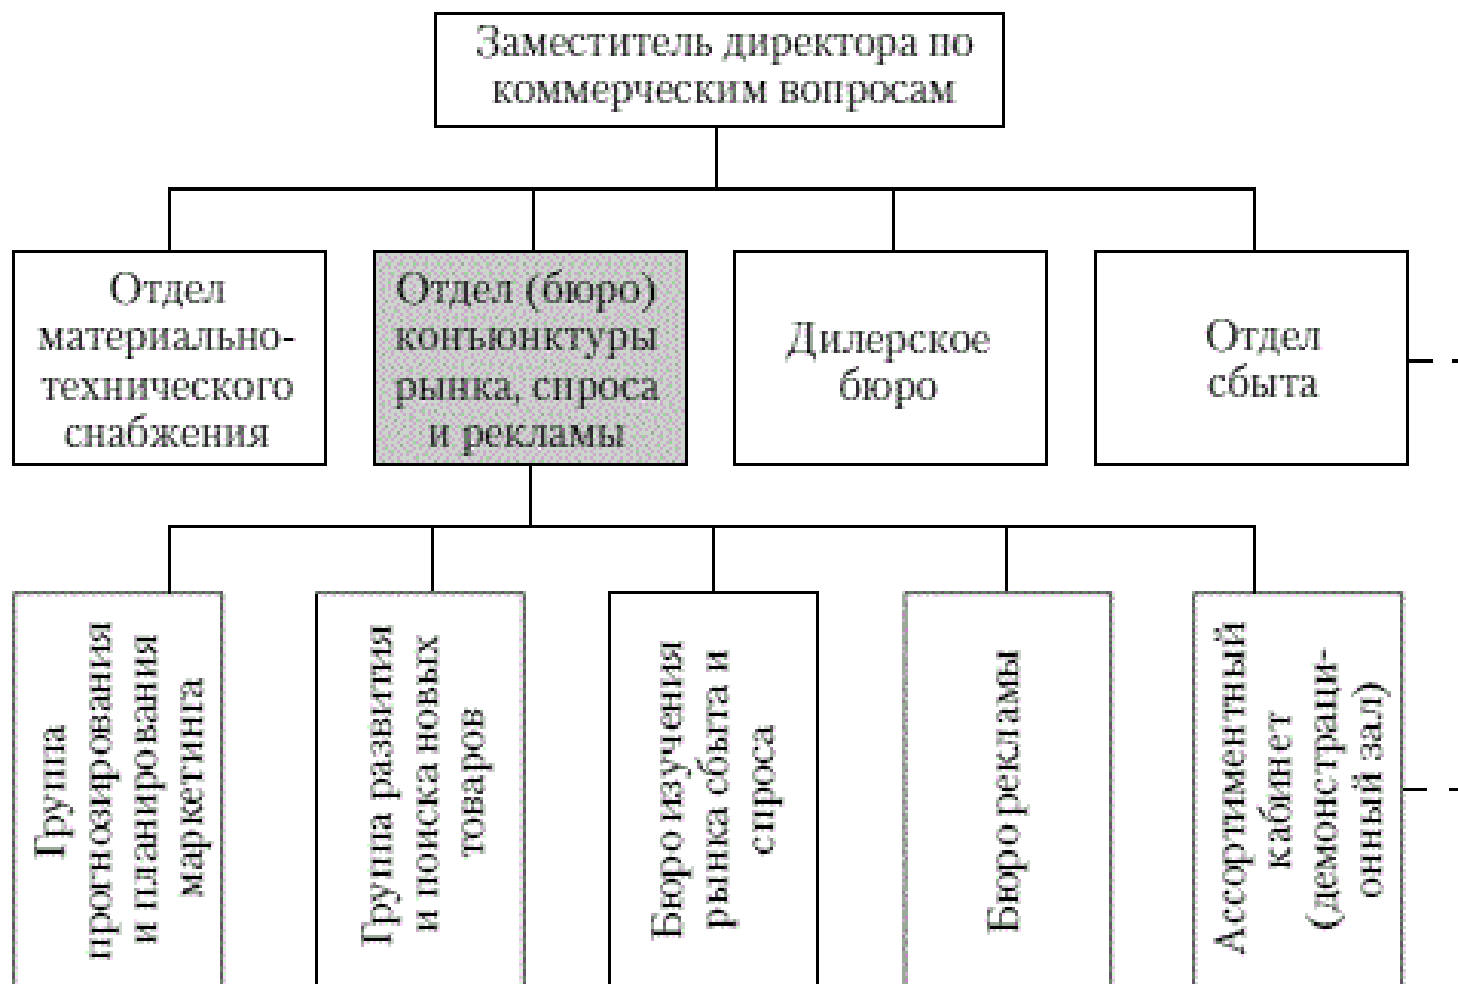 Заместитель директора по
коммерческим вопросам
Отдел
материально-
технического
снабжения
Отдел (бюро)
конъюнктуры
рынка, спроса
и рекламы
Дилерское
бюро
Отдел
сбыта
Группа
прогнозирования
и планирования
маркетинга
Группа развития
и поиска новых
товаров
Бюро изучения
рынка сбыта и
спроса
Бюро рекламы
Ассортиментный
кабинет
(демонстраци-
онный зал)